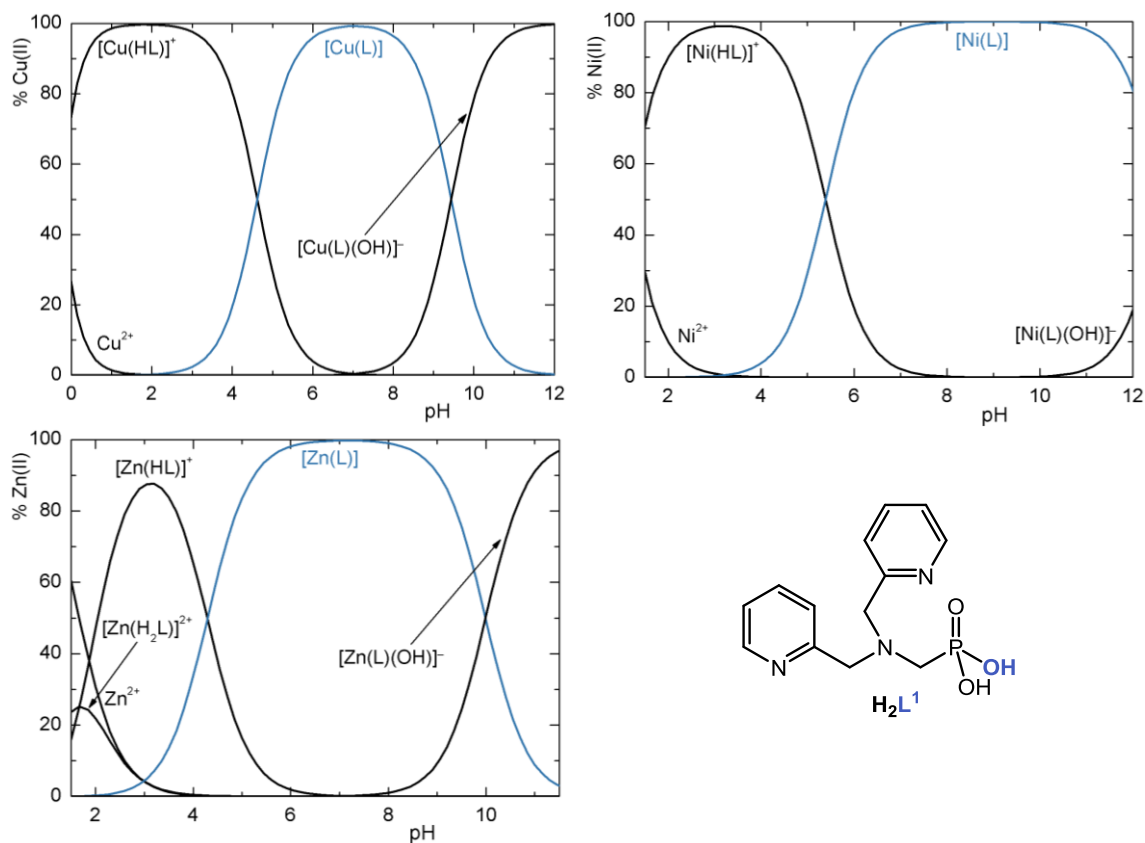 % Cu(II)
100
80
60
40
20
0
[Cu(HL)]⁺
[Cu(L)]
[Cu(L)(OH)]⁻
Cu²⁺
0 2 4 6 8 10 12
pH
% Ni(II)
100
80
60
40
20
0
[Ni(HL)]⁺
[Ni(L)]
Ni²⁺
[Ni(L)(OH)]⁻
2 4 6 8 10 12
pH
% Zn(II)
100
80
60
40
20
0
[Zn(HL)]⁺
[Zn(L)]
[Zn(H₂L)]²⁺
[Zn(L)(OH)]⁻
Zn²⁺
2 4 6 8 10
pH
N
O
N
P
OH
N
OH
H₂L¹